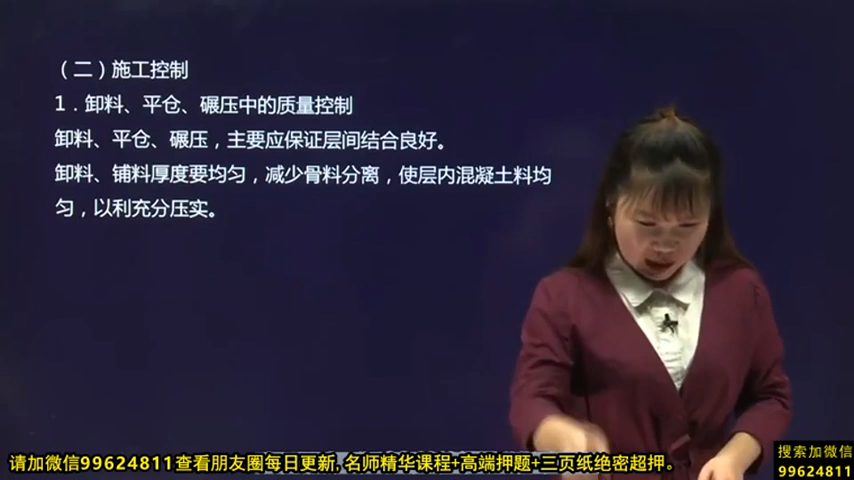 （二）施工控制
1．卸料、平仓、碾压中的质量控制
卸料、平仓、碾压，主要应保证层间结合良好。
卸料、铺料厚度要均匀，减少骨料分离，使层内混凝土料均
匀，以利充分压实。
请加微信99624811查看朋友圈每日更新,名师精华课程+高端押题+三页纸绝密超押。
搜索加微信
99624811